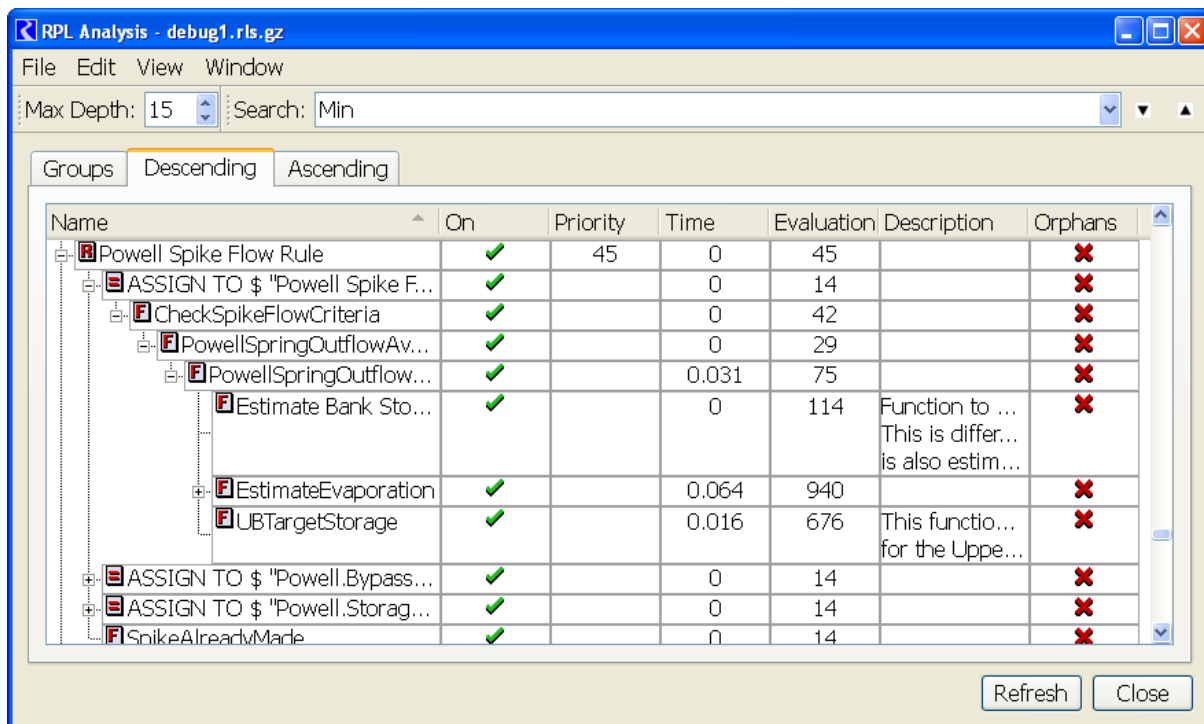 RPL Analysis - debug1.rls.gz
File Edit View Window
Max Depth: 15 Search: Min
Groups Descending Ascending
Name On Priority Time Evaluation Description Orphans
R Powell Spike Flow Rule 45 0 45
= ASSIGN TO $ "Powell Spike F... 0 14
F CheckSpikeFlowCriteria 0 42
F PowellSpringOutflowAv... 0 29
F PowellSpringOutflow... 0.031 75
F Estimate Bank Sto... 0 114 Function to ...
This is differ...
is also estim...
F EstimateEvaporation 0.064 940
F UBTargetStorage 0.016 676 This functio...
for the Uppe...
= ASSIGN TO $ "Powell.Bypass... 0 14
= ASSIGN TO $ "Powell.Storag... 0 14
F SpikeAlreadyMade 0 14
Refresh Close